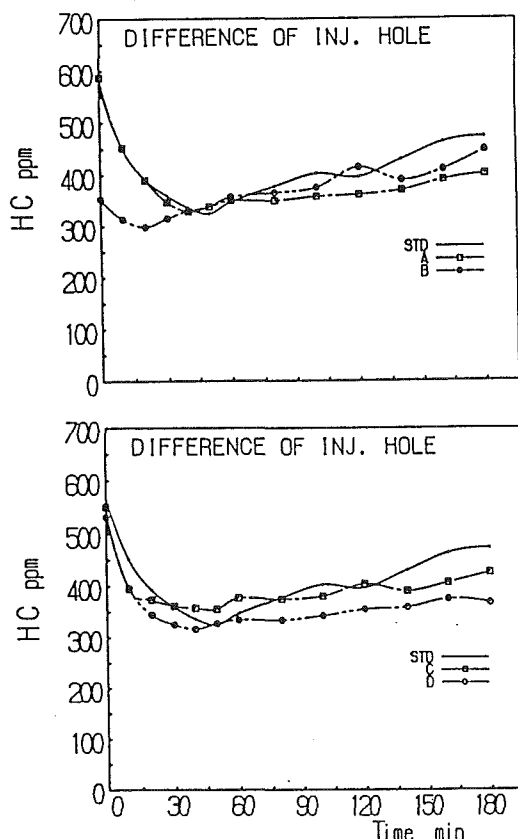 700
DIFFERENCE OF INJ. HOLE
600
500
HC ppm
400
300
STD
A
B
200
100
0
700
DIFFERENCE OF INJ. HOLE
600
500
HC ppm
400
300
STD
C
D
200
100
0
0 30 60 90 120 150 180
Time min